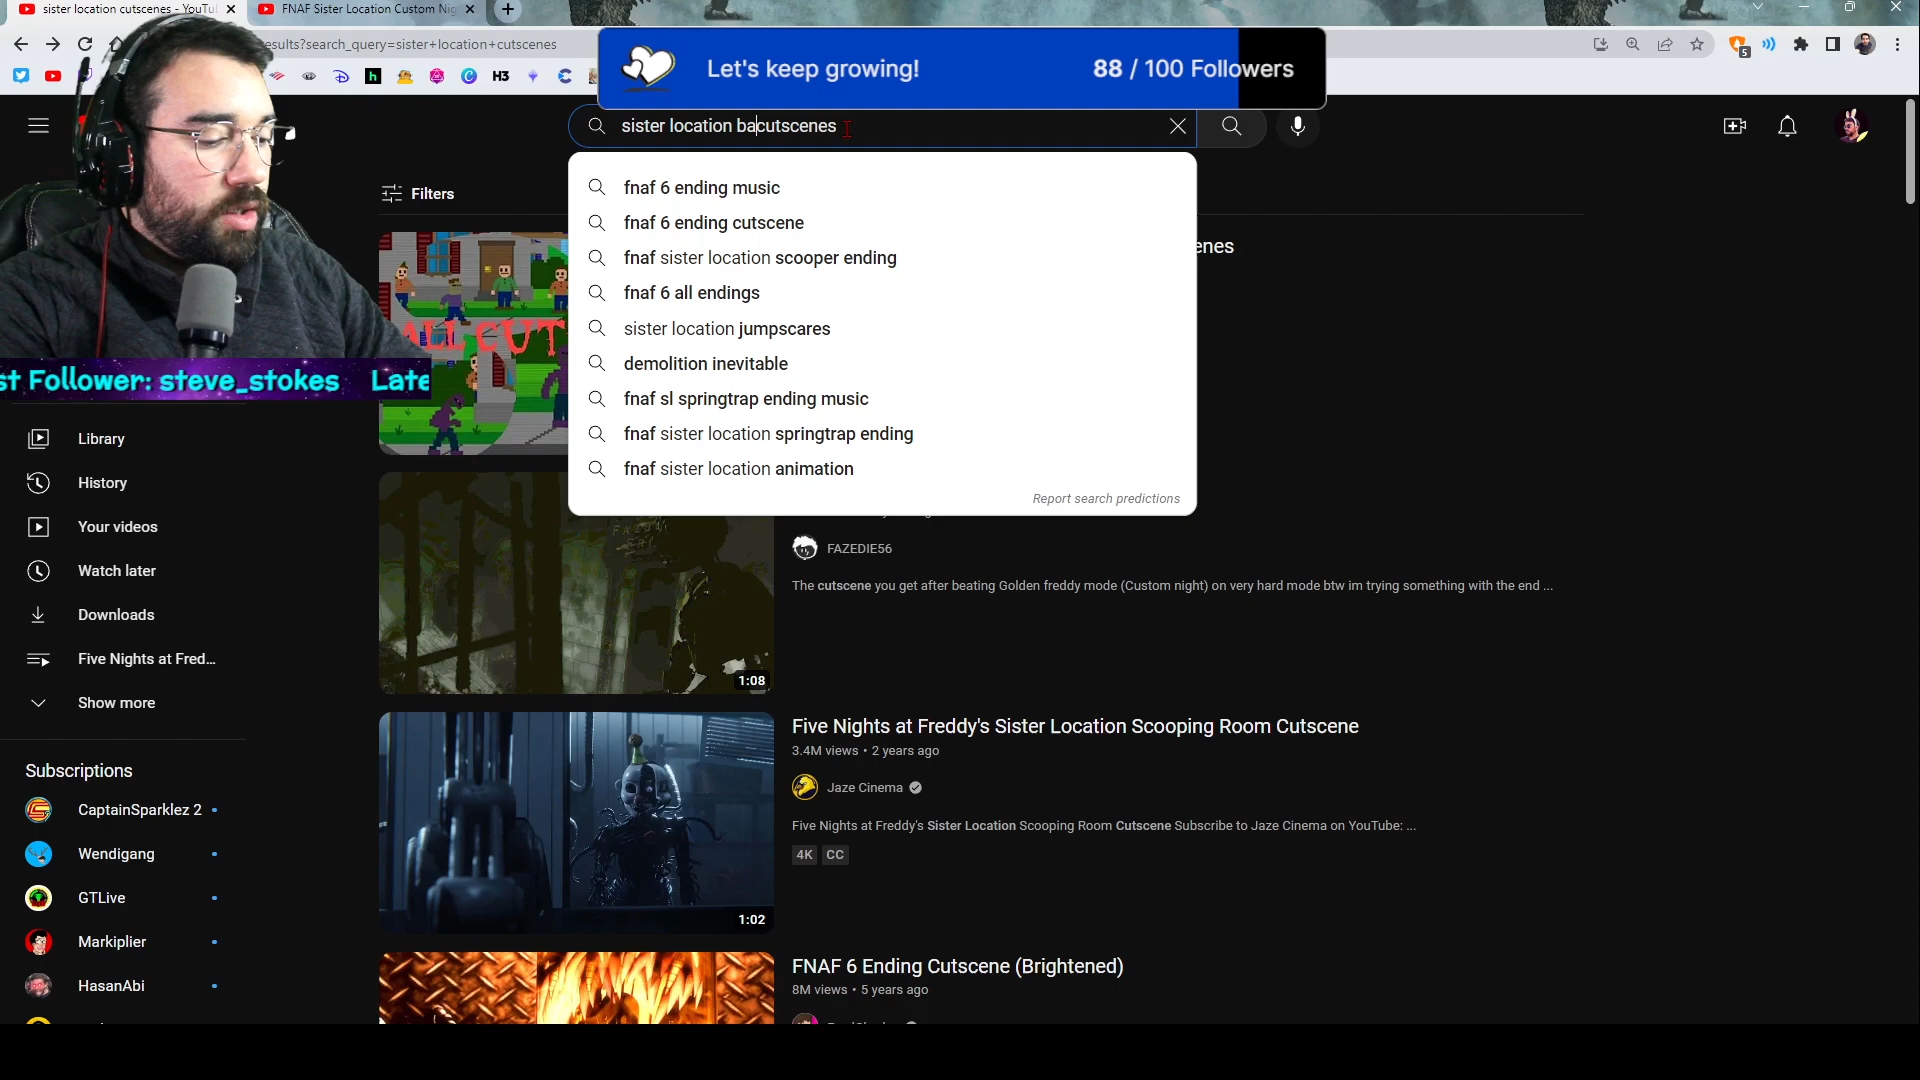 sister location cutscenes - YouTu
FNAF Sister Location Custom Nig
esults?search_query=sister+location+cutscenes
5
H3
Let's keep growing!
88 / 100 Followers
sister location bacutscenes
Filters
fnaf 6 ending music
fnaf 6 ending cutscene
fnaf sister location scooper ending
fnaf 6 all endings
sister location jumpscares
demolition inevitable
fnaf sl springtrap ending music
fnaf sister location springtrap ending
fnaf sister location animation
Report search predictions
enes
ALL CUT
st Follower: steve_stokes Late
Library
History
Your videos
Watch later
Downloads
Five Nights at Fred...
Show more
Subscriptions
CaptainSparklez 2
Wendigang
GTLive
Markiplier
HasanAbi
1:08
FAZEDIE56
The cutscene you get after beating Golden freddy mode (Custom night) on very hard mode btw im trying something with the end ...
1:02
Five Nights at Freddy's Sister Location Scooping Room Cutscene
3.4M views • 2 years ago
Jaze Cinema
Five Nights at Freddy's Sister Location Scooping Room Cutscene Subscribe to Jaze Cinema on YouTube: ...
4K CC
FNAF 6 Ending Cutscene (Brightened)
8M views • 5 years ago